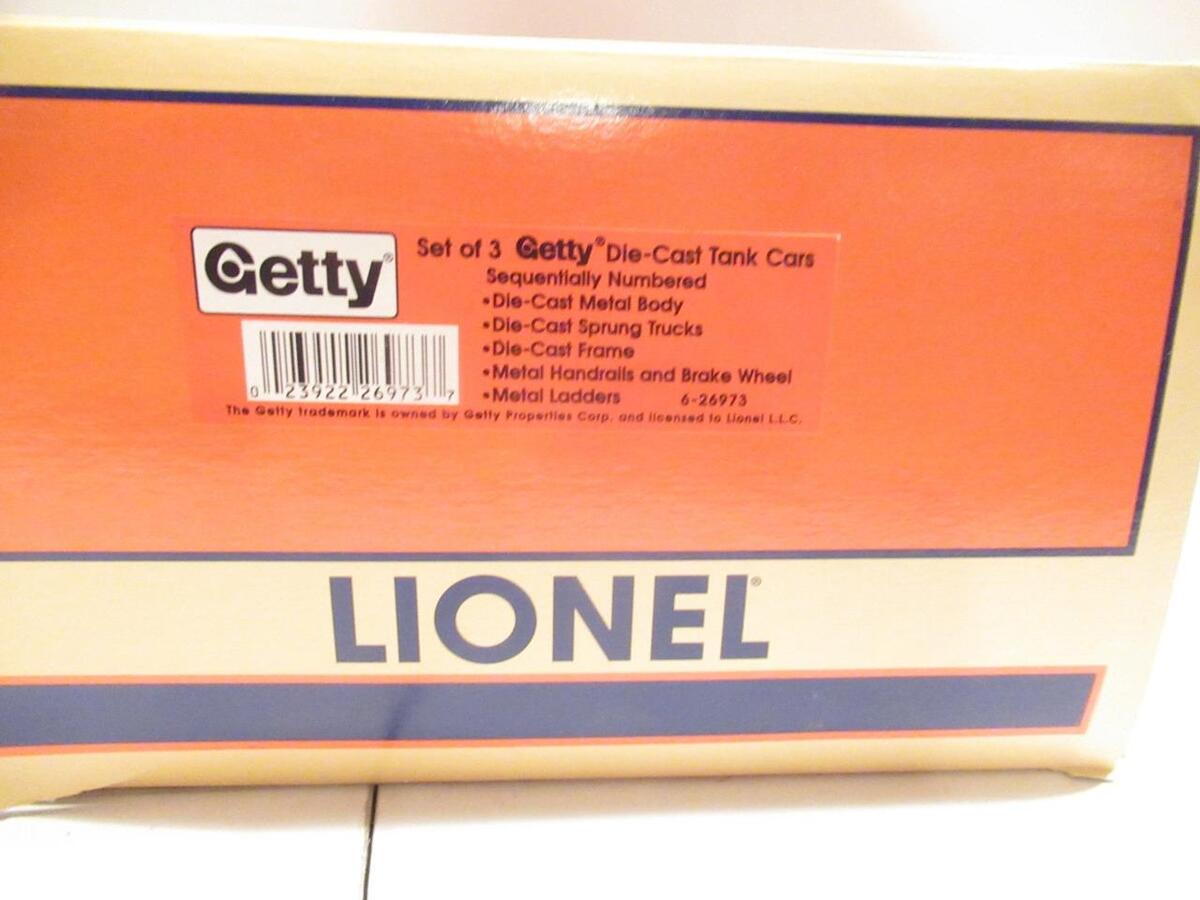 Getty®
Set of 3 Getty® Die-Cast Tank Cars
Sequentially Numbered
•Die-Cast Metal Body
•Die-Cast Sprung Trucks
•Die-Cast Frame
•Metal Handrails and Brake Wheel
•Metal Ladders 6-26973
0 23922 26973 7
The Getty trademark is owned by Getty Properties Corp. and licensed to Lionel L.L.C.
LIONEL®